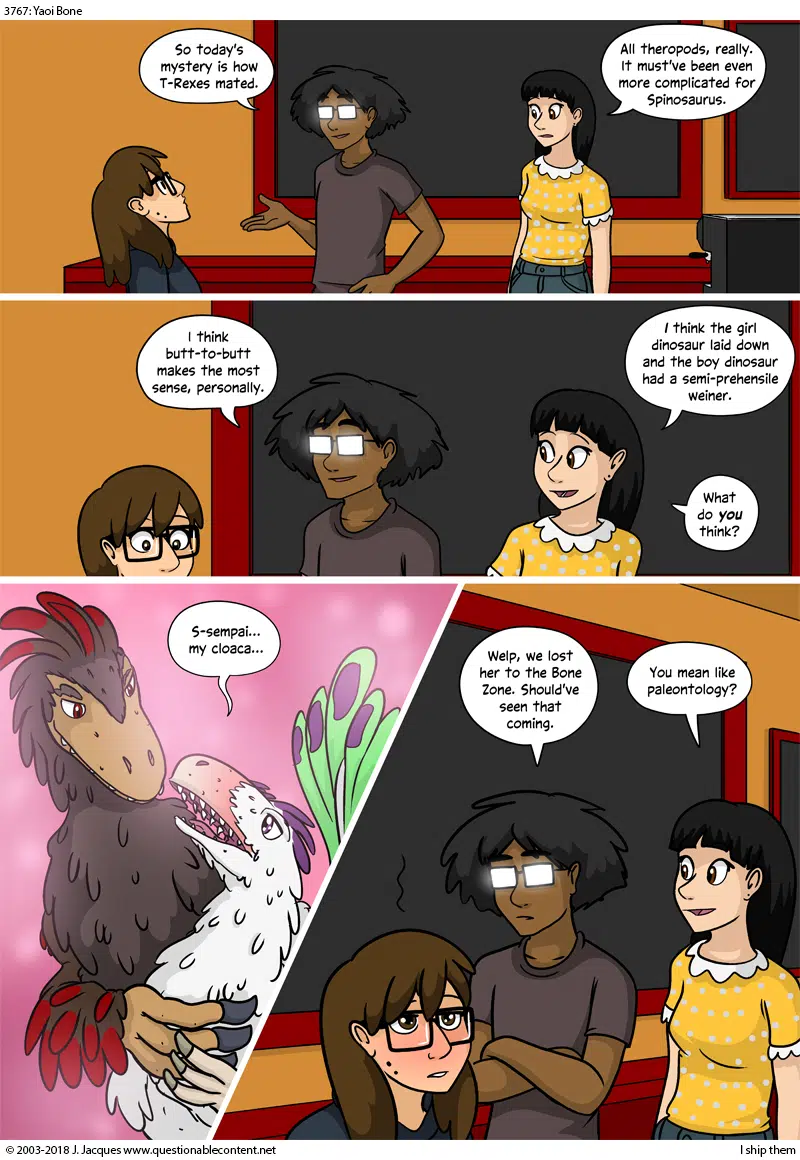 3767: Yaoi Bone
So today's
mystery is how
T-Rexes mated.
All theropods, really.
It must've been even
more complicated for
Spinosaurus.
I think
butt-to-butt
makes the most
sense, personally.
I think the girl
dinosaur laid down
and the boy dinosaur
had a semi-prehensile
weiner.
What
do you
think?
S-sempai...
my cloaca...
Welp, we lost
her to the Bone
Zone. Should've
seen that
coming.
You mean like
paleontology?
© 2003-2018 J. Jacques www.questionablecontent.net
I ship them